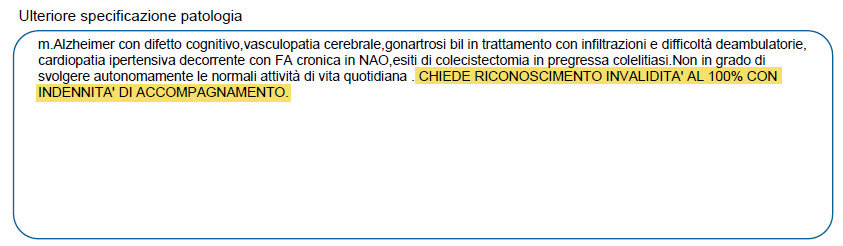 Ulteriore specificazione patologia
m.Alzheimer con difetto cognitivo,vasculopatia cerebrale,gonartrosi bil in trattamento con infiltrazioni e difficoltà deambulatorie,
cardiopatia ipertensiva decorrente con FA cronica in NAO,esiti di colecistectomia in pregressa colelitiasi.Non in grado di
svolgere autonomamente le normali attività di vita quotidiana . CHIEDE RICONOSCIMENTO INVALIDITA' AL 100% CON
INDENNITA' DI ACCOMPAGNAMENTO.